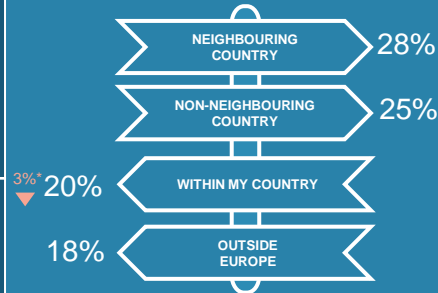 NEIGHBOURING
COUNTRY
28%
NON-NEIGHBOURING
COUNTRY
25%
3%*
20%
WITHIN MY COUNTRY
18%
OUTSIDE
EUROPE